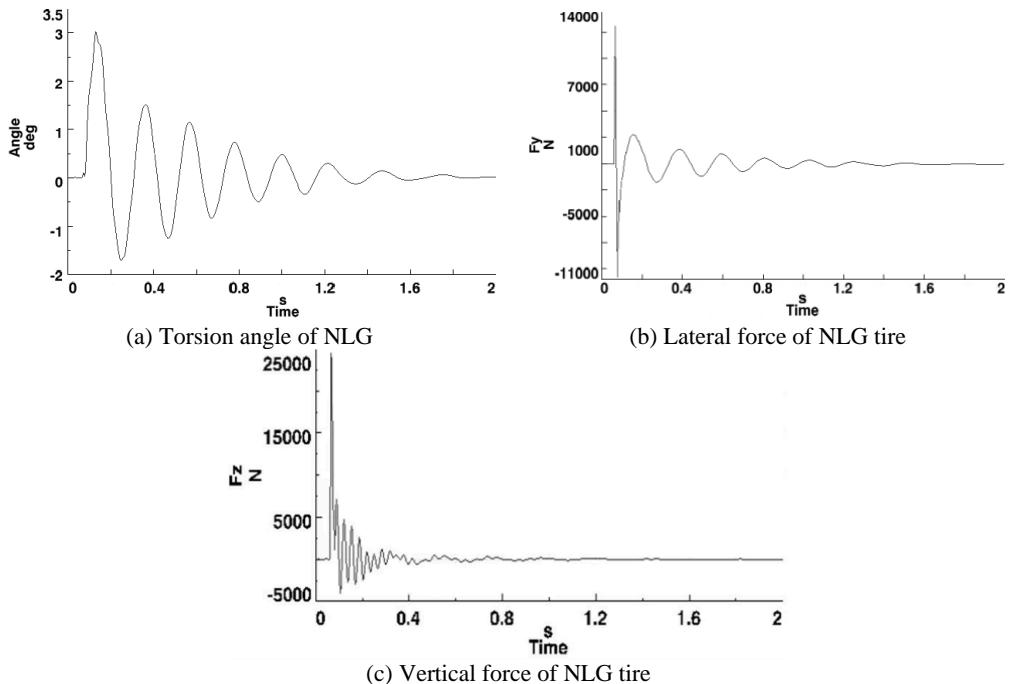 3.5
3
2
1
0
-1
-2
Angle
deg
0 0.4 0.8 1.2 1.6 2
s
Time
(a) Torsion angle of NLG
14000
7000
1000
-5000
-11000
Fy
N
0 0.4 0.8 1.2 1.6 2
s
Time
(b) Lateral force of NLG tire
25000
15000
5000
-5000
Fz
N
0 0.4 0.8 1.2 1.6 2
s
Time
(c) Vertical force of NLG tire